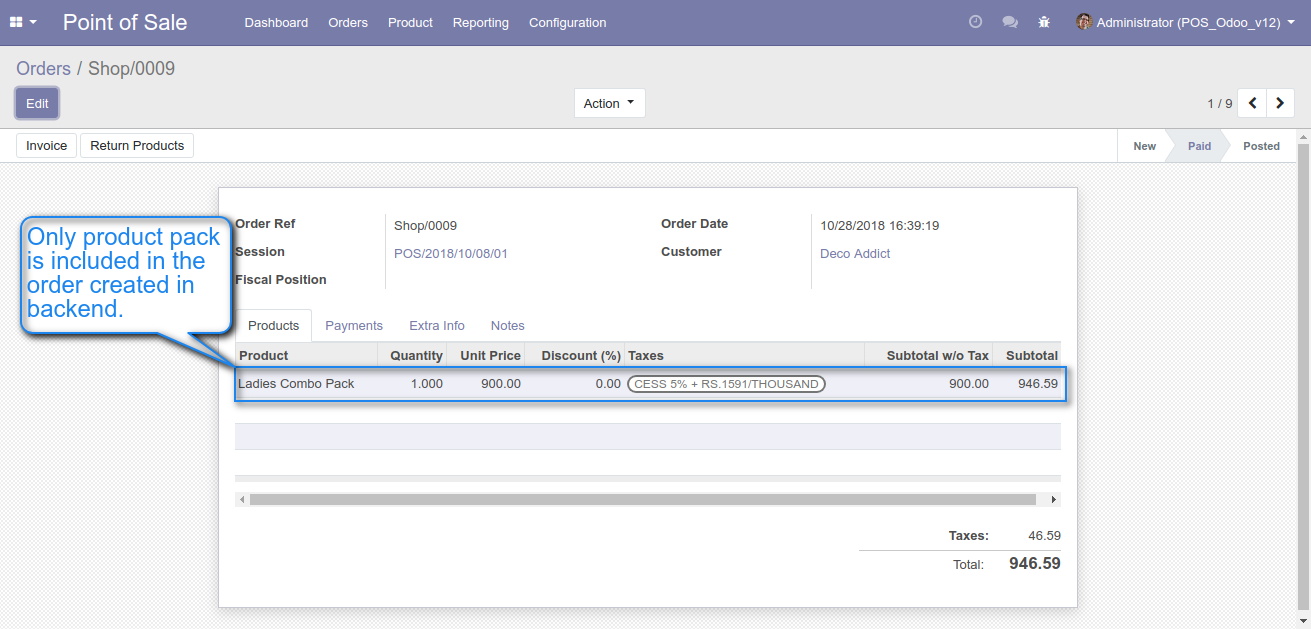 Point of Sale Dashboard Orders Product Reporting Configuration Administrator (POS_Odoo_v12)
Orders / Shop/0009
Edit Action 1 / 9
Invoice Return Products New Paid Posted
Only product pack
is included in the
order created in
backend.
Order Ref Shop/0009 Order Date 10/28/2018 16:39:19
Session POS/2018/10/08/01 Customer Deco Addict
Fiscal Position
Products Payments Extra Info Notes
Product Quantity Unit Price Discount (%) Taxes Subtotal w/o Tax Subtotal
Ladies Combo Pack 1.000 900.00 0.00 CESS 5% + RS.1591/THOUSAND 900.00 946.59
Taxes: 46.59
Total: 946.59